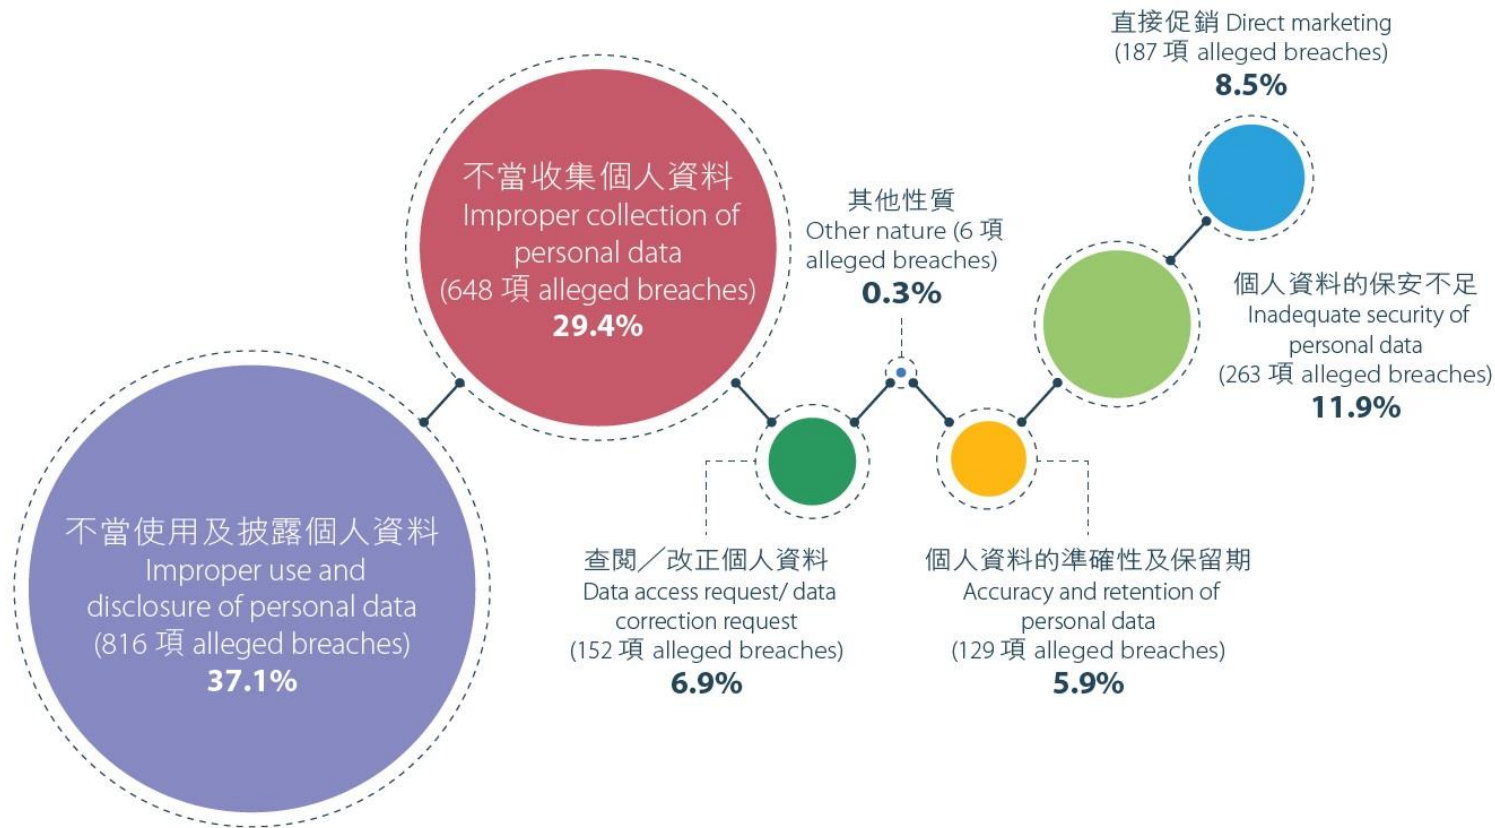 直接促銷 Direct marketing
(187 項 alleged breaches)
8.5%
不當收集個人資料
Improper collection of
personal data
(648 項 alleged breaches)
29.4%
其他性質
Other nature (6 項
alleged breaches)
0.3%
個人資料的保安不足
Inadequate security of
personal data
(263 項 alleged breaches)
11.9%
不當使用及披露個人資料
Improper use and
disclosure of personal data
(816 項 alleged breaches)
37.1%
查閱／改正個人資料
Data access request/ data
correction request
(152 項 alleged breaches)
6.9%
個人資料的準確性及保留期
Accuracy and retention of
personal data
(129 項 alleged breaches)
5.9%